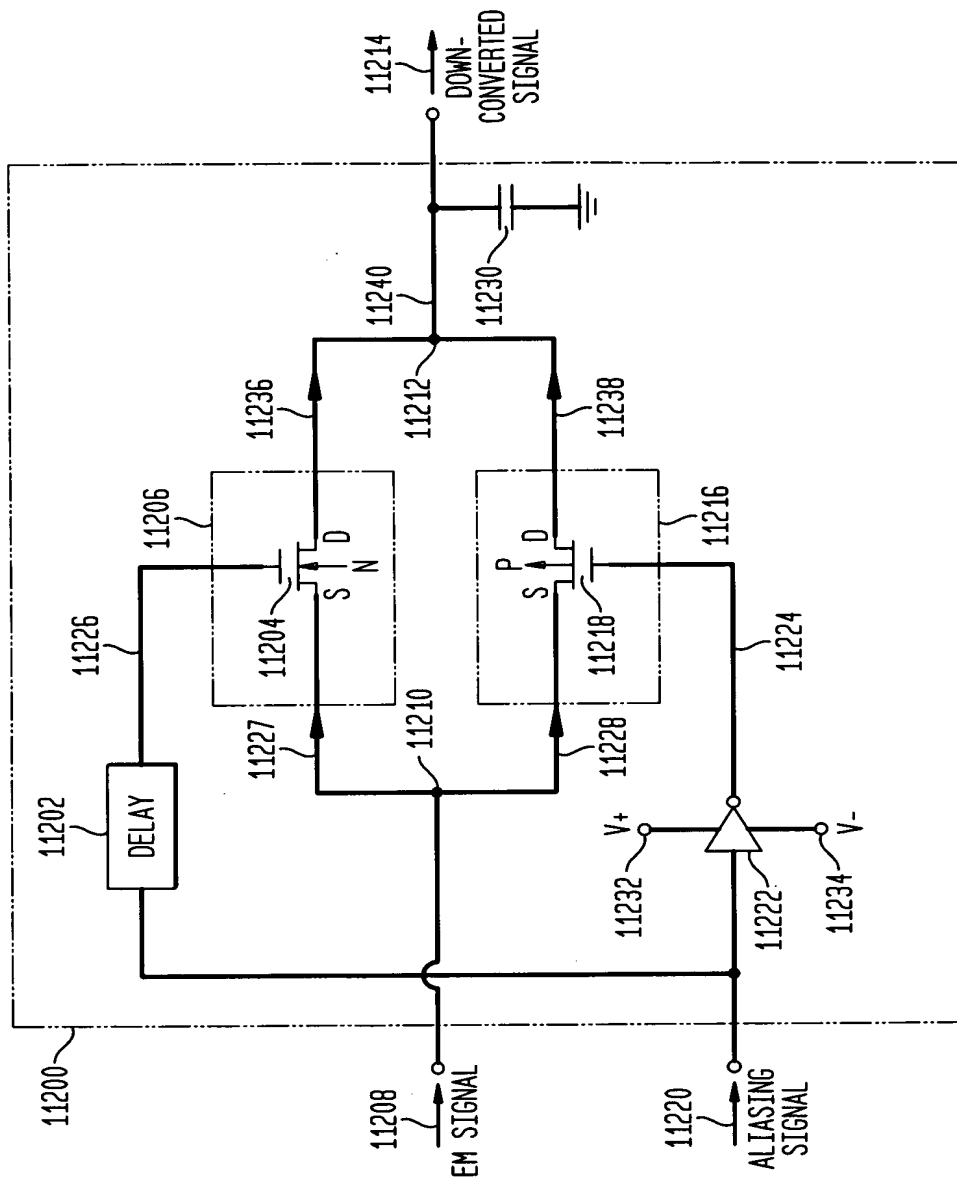 11200
11202
DELAY
11226
11206
11236
11240
11214
DOWN-
CONVERTED
SIGNAL
11204
S
D
N
11227
11210
11212
11230
11208
EM SIGNAL
11228
P
S
D
11218
11238
11216
V+
11232
11222
11234
V-
11224
11220
ALIASING
SIGNAL